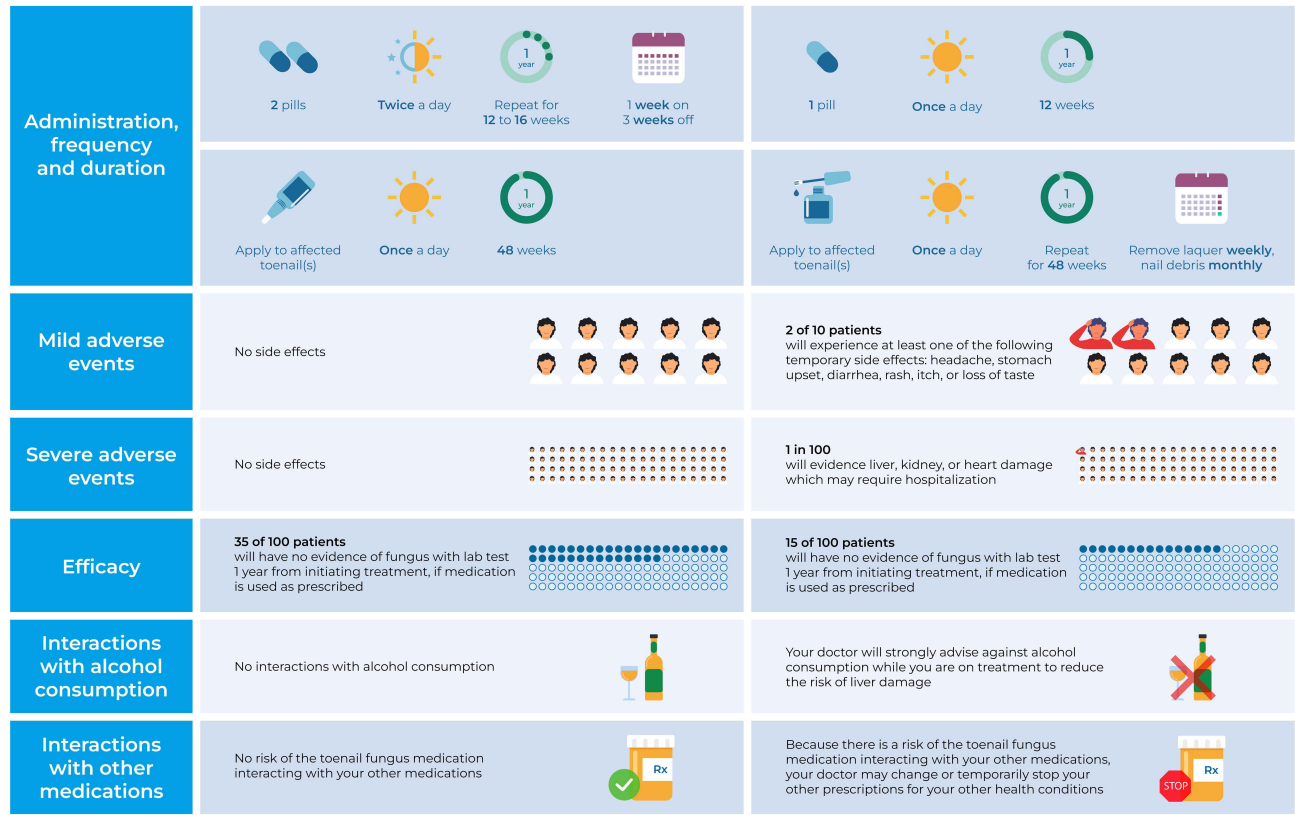 Administration,
frequency
and duration
1
year
2 pills
Twice a day
Repeat for
12 to 16 weeks
1 week on
3 weeks off
1
year
1 pill
Once a day
12 weeks
1
year
Apply to affected
toenail(s)
Once a day
48 weeks
1
year
Apply to affected
toenail(s)
Once a day
Repeat
for 48 weeks
Remove laquer weekly,
nail debris monthly
Mild adverse
events
No side effects
2 of 10 patients
will experience at least one of the following
temporary side effects: headache, stomach
upset, diarrhea, rash, itch, or loss of taste
Severe adverse
events
No side effects
1 in 100
will evidence liver, kidney, or heart damage
which may require hospitalization
Efficacy
35 of 100 patients
will have no evidence of fungus with lab test
1 year from initiating treatment, if medication
is used as prescribed
15 of 100 patients
will have no evidence of fungus with lab test
1 year from initiating treatment, if medication
is used as prescribed
Interactions
with alcohol
consumption
No interactions with alcohol consumption
Your doctor will strongly advise against alcohol
consumption while you are on treatment to reduce
the risk of liver damage
Interactions
with other
medications
No risk of the toenail fungus medication
interacting with your other medications
Rx
Because there is a risk of the toenail fungus
medication interacting with your other medications,
your doctor may change or temporarily stop your
other prescriptions for your other health conditions
Rx
STOP